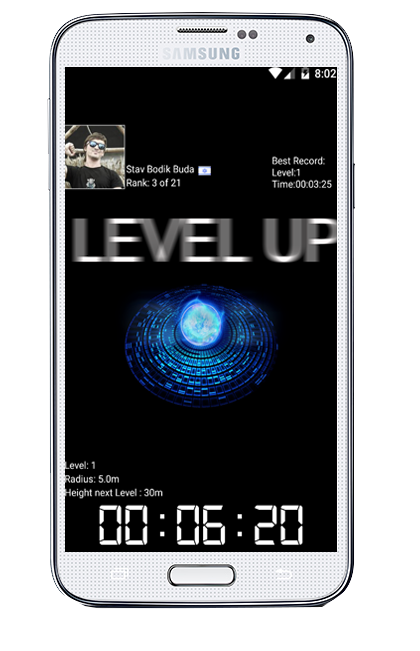 SAMSUNG
8:02
Stav Bodik Buda
Rank: 3 of 21
Best Record:
Level:1
Time:00:03:25
LEVEL UP
Level: 1
Radius: 5.0m
Height next Level : 30m
00:06:20